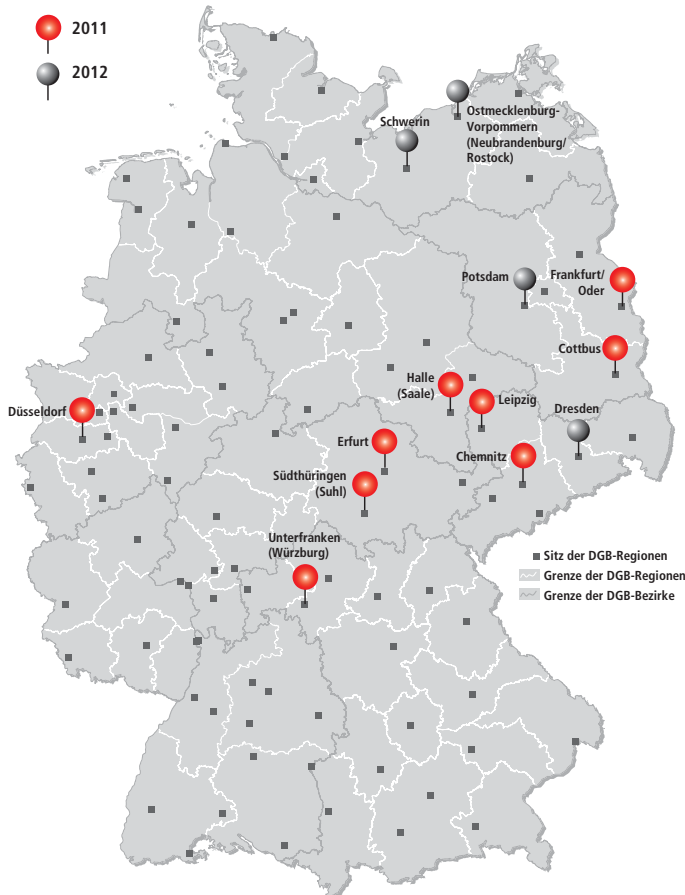 2011
2012
Schwerin
Ostmecklenburg-
Vorpommern
(Neubrandenburg/
Rostock)
Potsdam
Frankfurt/
Oder
Cottbus
Halle
(Saale)
Leipzig
Dresden
Düsseldorf
Erfurt
Chemnitz
Südthüringen
(Suhl)
Unterfranken
(Würzburg)
Sitz der DGB-Regionen
Grenze der DGB-Regionen
Grenze der DGB-Bezirke